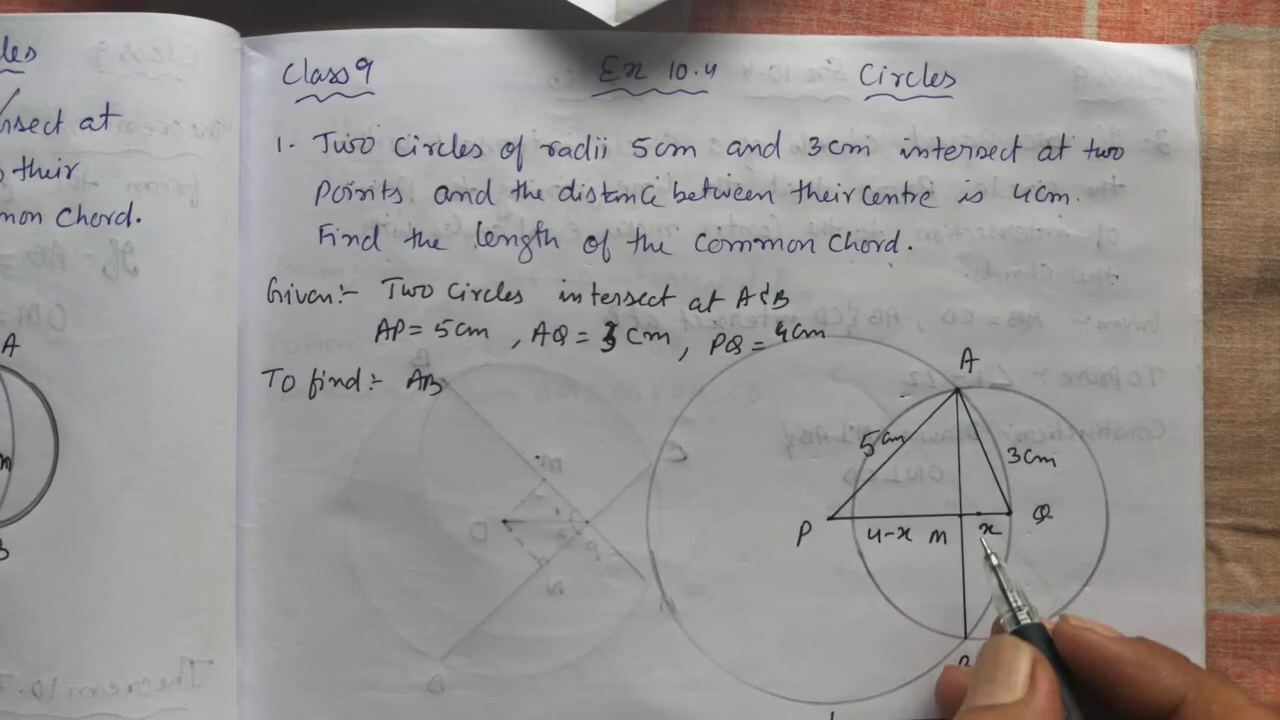 les
Class 9 Ex 10.4 Circles
nsect at
their
mon chord.
1. Two circles of radii 5cm and 3cm intersect at two
points and the distance between their centre is 4cm.
Find the length of the common chord.
Given:- Two circles intersect at A & B
AP = 5cm, AQ = 3cm, PQ = 4cm
To find:- AB
A
A
5cm
3cm
P
4-x
m
x
Q
m
B